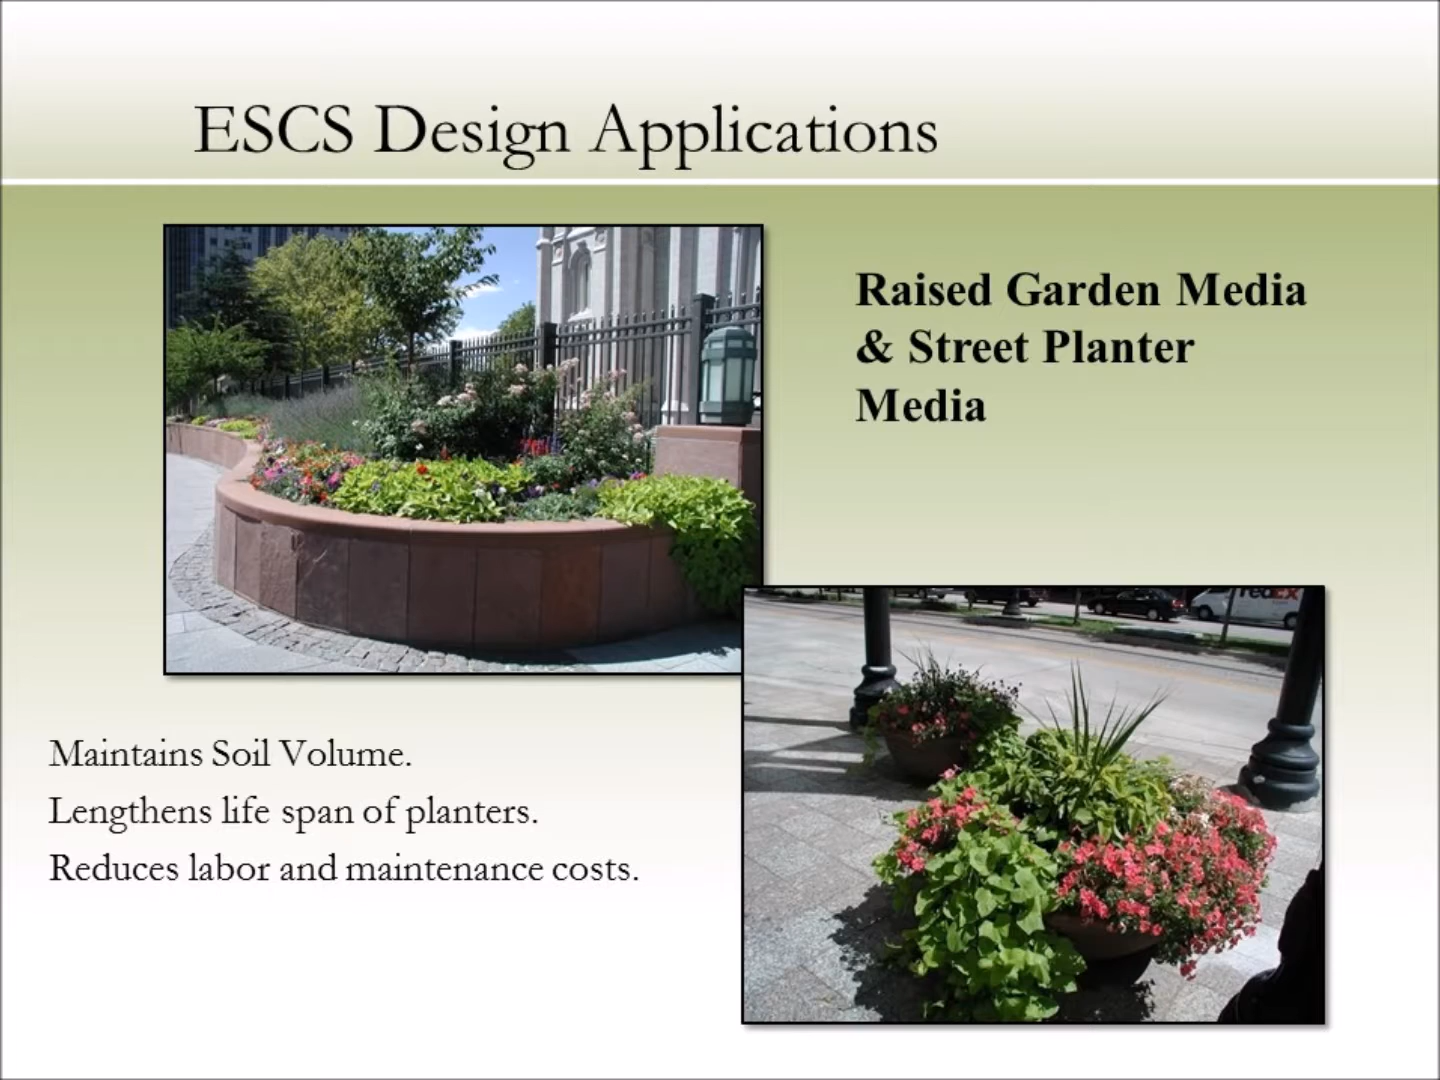 ESCS Design Applications
Raised Garden Media
& Street Planter
Media
FedEx
Maintains Soil Volume.
Lengthens life span of planters.
Reduces labor and maintenance costs.